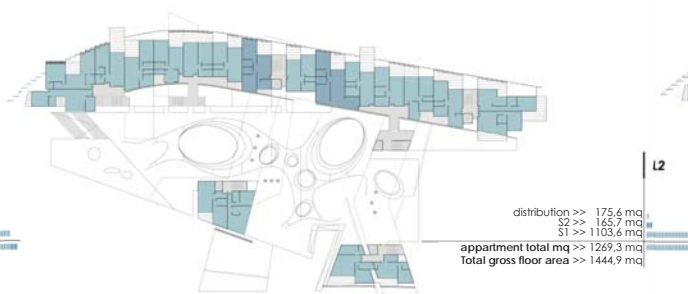 L2
distribution >> 175,6 mq
S2 >> 165,7 mq
S1 >> 1103,6 mq
appartment total mq >> 1269,3 mq
Total gross floor area >> 1444,9 mq